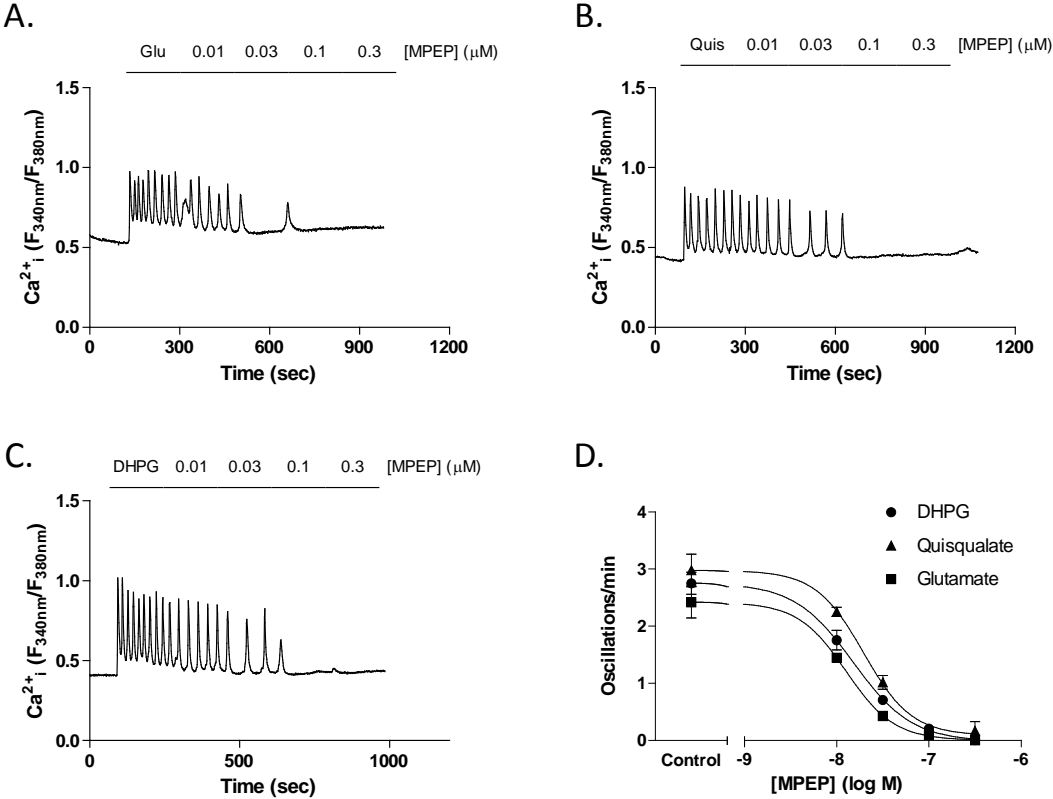 A.
Glu 0.01 0.03 0.1 0.3 [MPEP] (μM)
1.5
1.0
0.5
0.0
Ca2+i (F340nm/F380nm)
0 300 600 900 1200
Time (sec)
B.
Quis 0.01 0.03 0.1 0.3 [MPEP] (μM)
1.5
1.0
0.5
0.0
Ca2+i (F340nm/F380nm)
0 300 600 900 1200
Time (sec)
C.
DHPG 0.01 0.03 0.1 0.3 [MPEP] (μM)
1.5
1.0
0.5
0.0
Ca2+i (F340nm/F380nm)
0 500 1000
Time (sec)
D.
DHPG
Quisqualate
Glutamate
4
3
2
1
0
Oscillations/min
Control -9 -8 -7 -6
[MPEP] (log M)